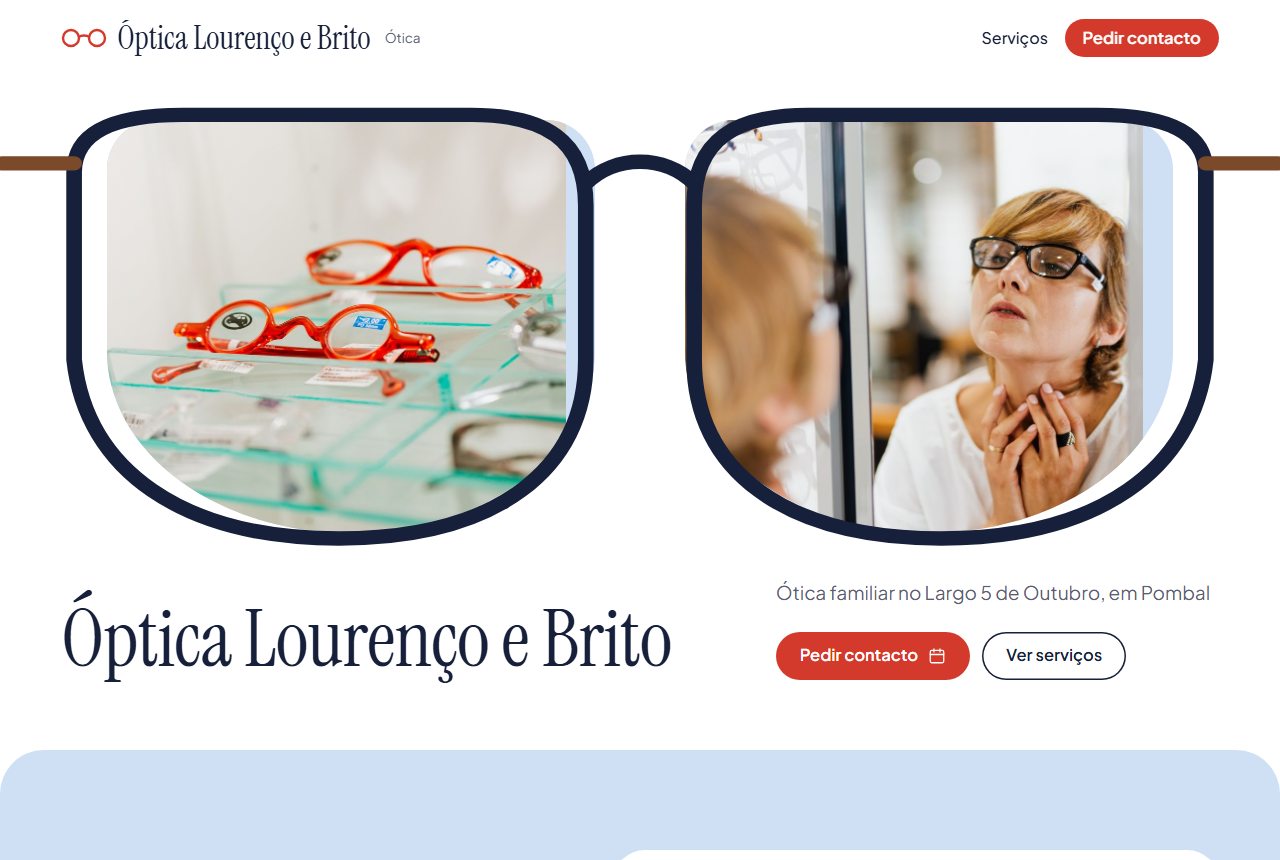 Óptica Lourenço e Brito Ótica
Serviços
Pedir contacto
Ótica familiar no Largo 5 de Outubro, em Pombal
Óptica Lourenço e Brito
Pedir contacto
Ver serviços